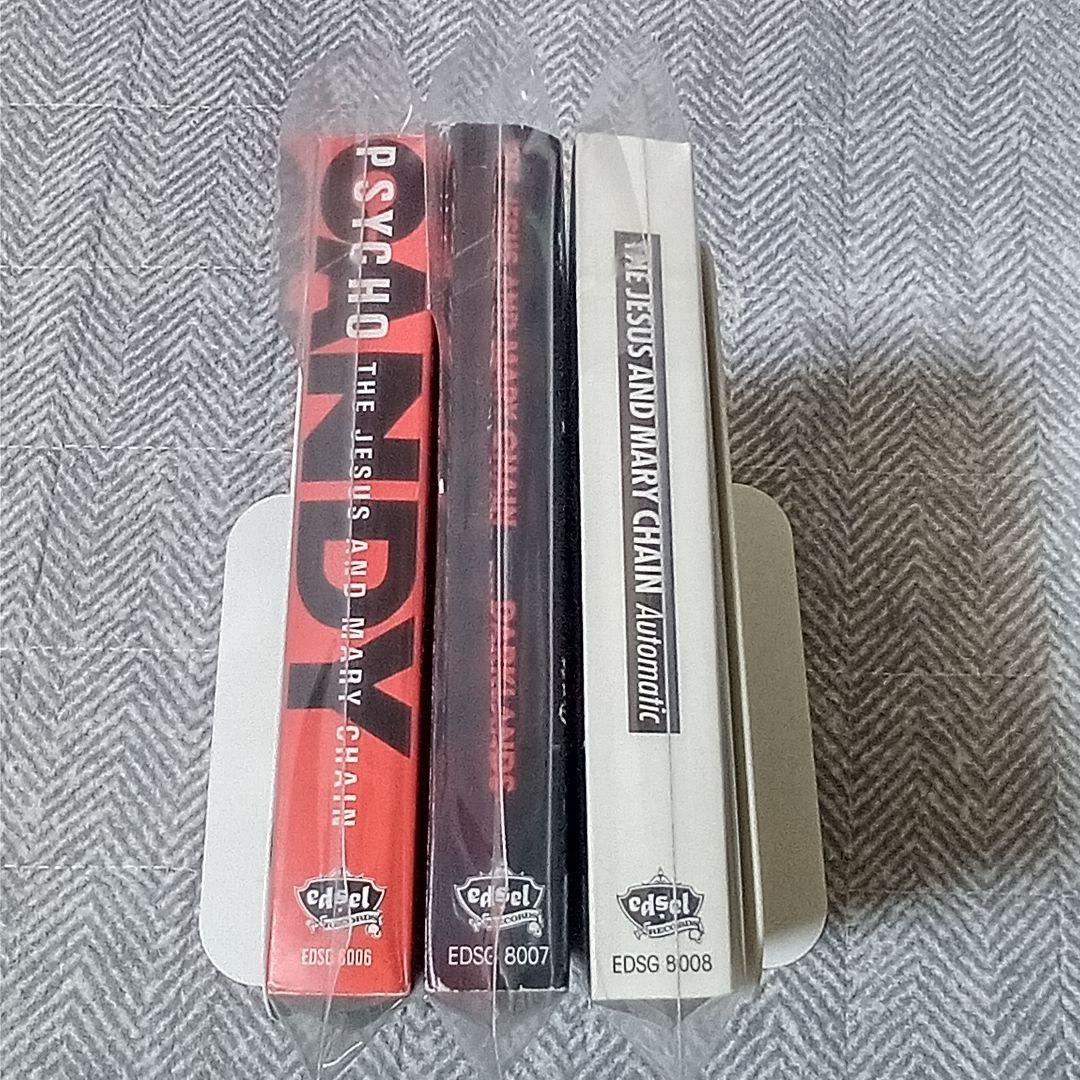 PSYCHO
CANDY
THE JESUS AND MARY CHAIN
edsel
RECORDS
EDSG 8006
JESUS AND MARY CHAIN
DARKLANDS
edsel
RECORDS
EDSG 8007
THE JESUS AND MARY CHAIN Automatic
edsel
RECORDS
EDSG 8008